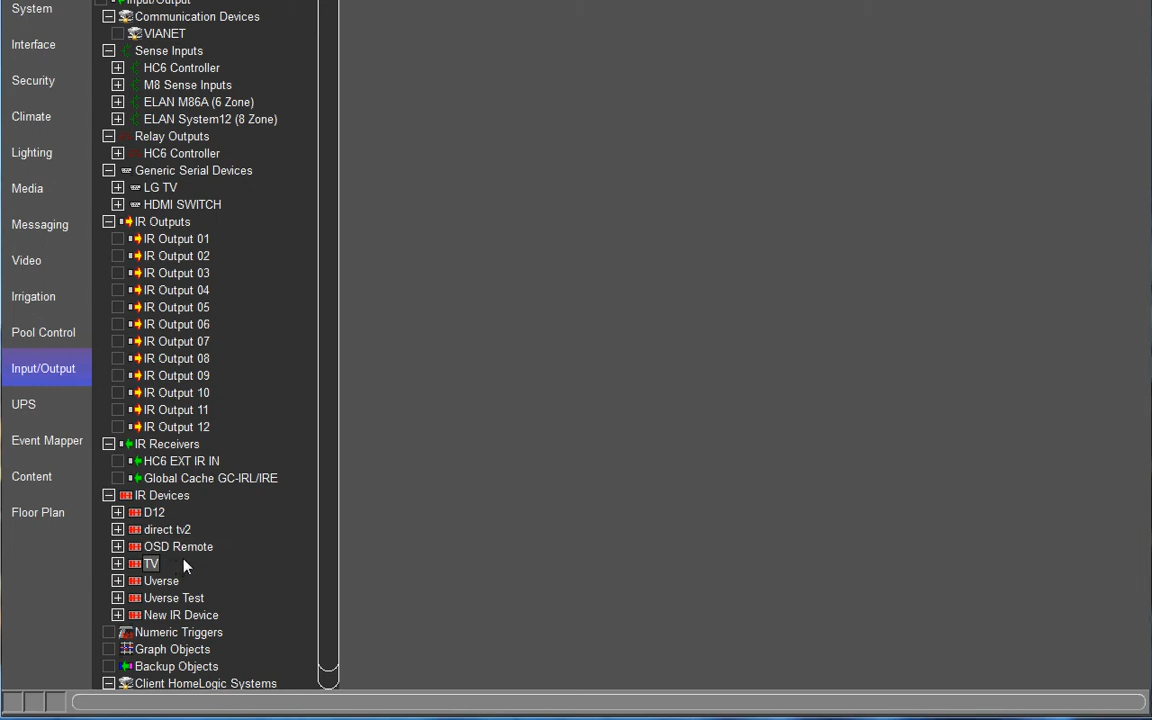 System
Interface
Security
Climate
Lighting
Media
Messaging
Video
Irrigation
Pool Control
Input/Output
UPS
Event Mapper
Content
Floor Plan
Input/Output
Communication Devices
VIANET
Sense Inputs
HC6 Controller
M8 Sense Inputs
ELAN M86A (6 Zone)
ELAN System12 (8 Zone)
Relay Outputs
HC6 Controller
Generic Serial Devices
LG TV
HDMI SWITCH
IR Outputs
IR Output 01
IR Output 02
IR Output 03
IR Output 04
IR Output 05
IR Output 06
IR Output 07
IR Output 08
IR Output 09
IR Output 10
IR Output 11
IR Output 12
IR Receivers
HC6 EXT IR IN
Global Cache GC-IRL/IRE
IR Devices
D12
direct tv2
OSD Remote
TV
Uverse
Uverse Test
New IR Device
Numeric Triggers
Graph Objects
Backup Objects
Client HomeLogic Systems